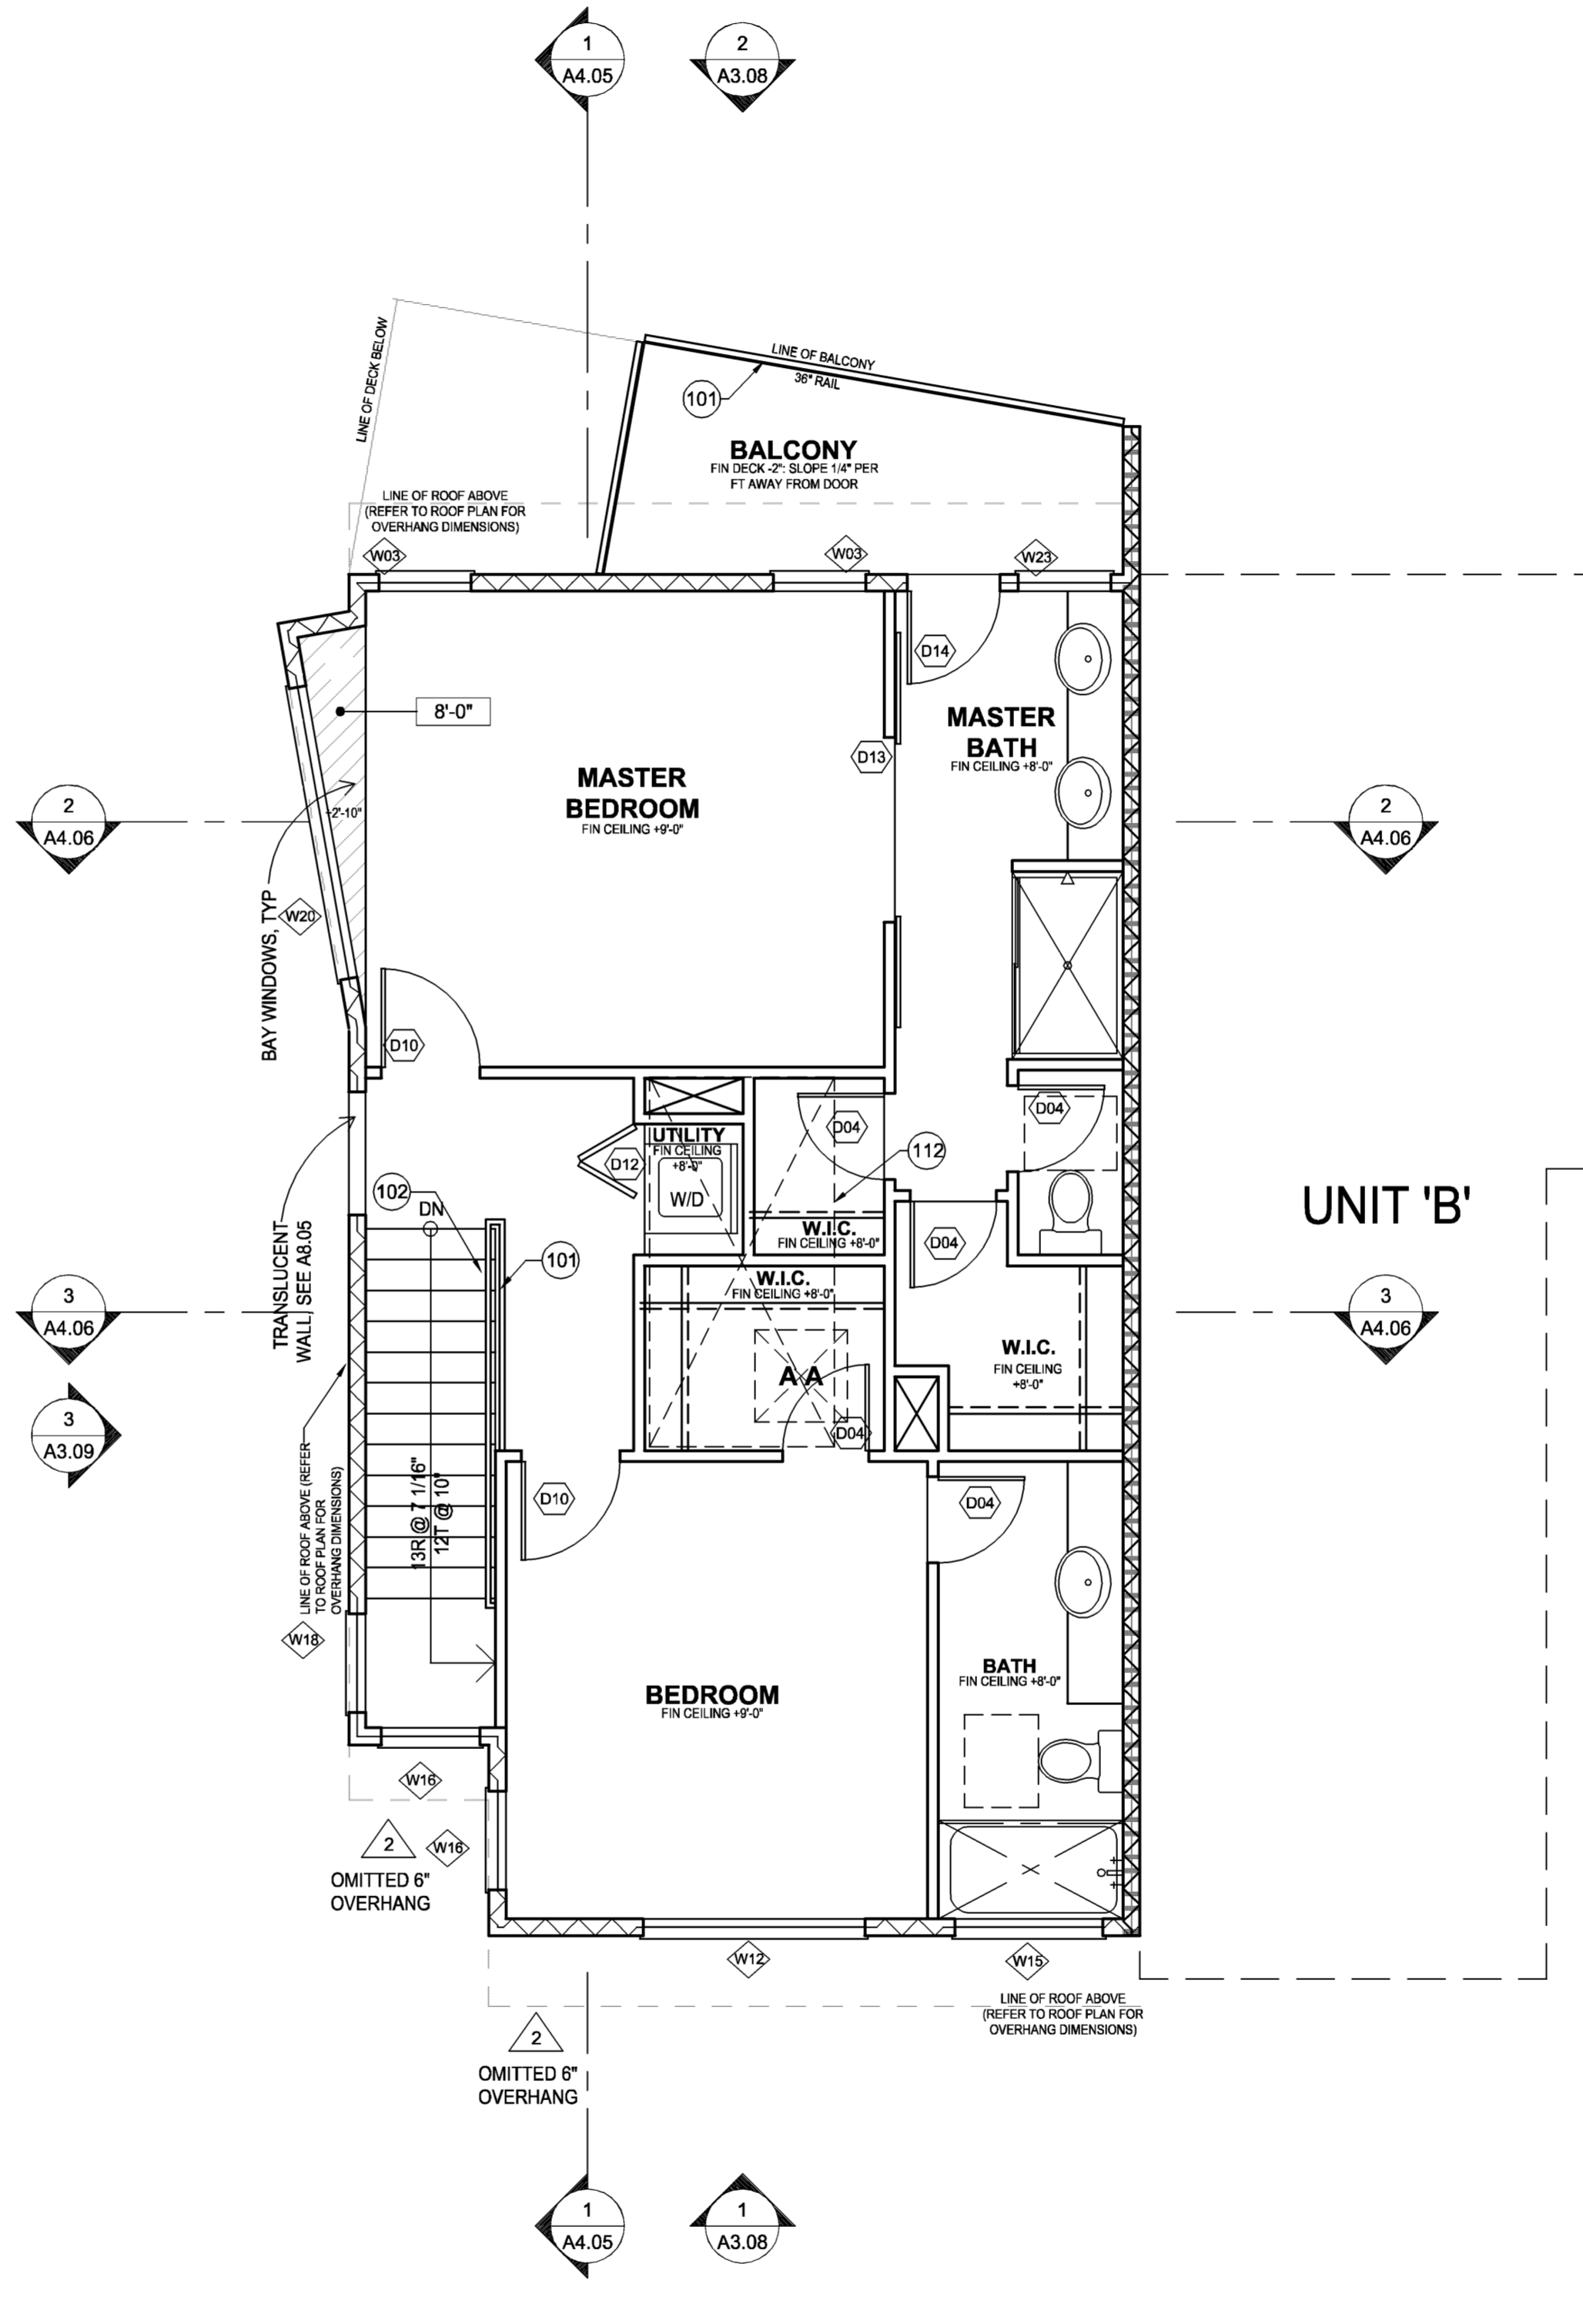 1
A4.05
2
A3.08
LINE OF DECK BELOW
LINE OF BALCONY
36" RAIL
101
BALCONY
FIN DECK -2": SLOPE 1/4" PER
FT AWAY FROM DOOR
LINE OF ROOF ABOVE
(REFER TO ROOF PLAN FOR
OVERHANG DIMENSIONS)
W03
W03
W23
D14
8'-0"
MASTER
BATH
FIN CEILING +8'-0"
D13
MASTER
BEDROOM
FIN CEILING +9'-0"
2
A4.06
+2'-10"
2
A4.06
W20
BAY WINDOWS, TYP
D10
D04
D04
UTILITY
FIN CEILING
+8'-0"
D12
112
W/D
102
DN
UNIT 'B'
W.I.C.
FIN CEILING +8'-0"
D04
101
TRANSLUCENT
WALL, SEE A8.05
W.I.C.
FIN CEILING +8'-0"
3
A4.06
3
A4.06
W.I.C.
FIN CEILING
+8'-0"
A A
3
A3.09
D04
LINE OF ROOF ABOVE (REFER
TO ROOF PLAN FOR
OVERHANG DIMENSIONS)
13R @ 7 1/16"
12T @ 10"
D10
D04
W18
BATH
FIN CEILING +8'-0"
BEDROOM
FIN CEILING +9'-0"
W16
2
W16
OMITTED 6"
OVERHANG
W12
W15
LINE OF ROOF ABOVE
(REFER TO ROOF PLAN FOR
OVERHANG DIMENSIONS)
2
OMITTED 6"
OVERHANG
1
A4.05
1
A3.08